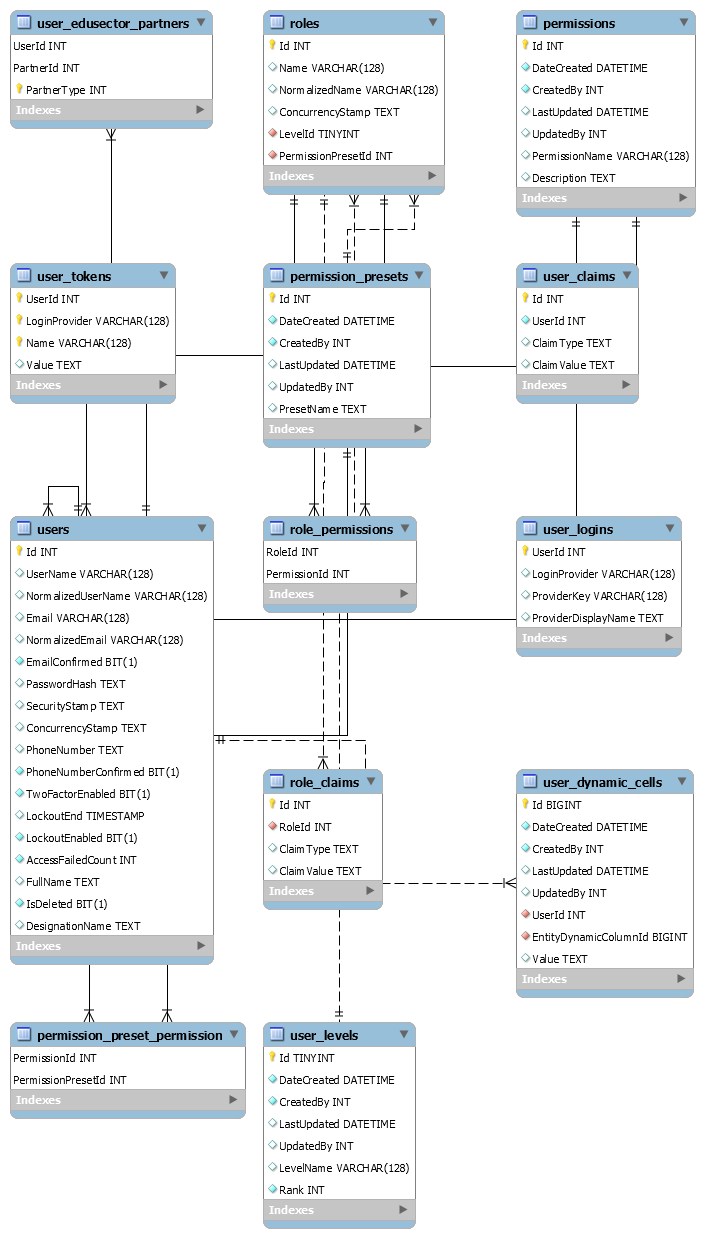 user_edusector_partners
UserId INT
PartnerId INT
PartnerType INT
Indexes
roles
Id INT
Name VARCHAR(128)
NormalizedName VARCHAR(128)
ConcurrencyStamp TEXT
LevelId TINYINT
PermissionPresetId INT
Indexes
permissions
Id INT
DateCreated DATETIME
CreatedBy INT
LastUpdated DATETIME
UpdatedBy INT
PermissionName VARCHAR(128)
Description TEXT
Indexes
user_tokens
UserId INT
LoginProvider VARCHAR(128)
Name VARCHAR(128)
Value TEXT
Indexes
permission_presets
Id INT
DateCreated DATETIME
CreatedBy INT
LastUpdated DATETIME
UpdatedBy INT
PresetName TEXT
Indexes
user_claims
Id INT
UserId INT
ClaimType TEXT
ClaimValue TEXT
Indexes
users
Id INT
UserName VARCHAR(128)
NormalizedUserName VARCHAR(128)
Email VARCHAR(128)
NormalizedEmail VARCHAR(128)
EmailConfirmed BIT(1)
PasswordHash TEXT
SecurityStamp TEXT
ConcurrencyStamp TEXT
PhoneNumber TEXT
PhoneNumberConfirmed BIT(1)
TwoFactorEnabled BIT(1)
LockoutEnd TIMESTAMP
LockoutEnabled BIT(1)
AccessFailedCount INT
FullName TEXT
IsDeleted BIT(1)
DesignationName TEXT
Indexes
role_permissions
RoleId INT
PermissionId INT
Indexes
user_logins
UserId INT
LoginProvider VARCHAR(128)
ProviderKey VARCHAR(128)
ProviderDisplayName TEXT
Indexes
role_claims
Id INT
RoleId INT
ClaimType TEXT
ClaimValue TEXT
Indexes
user_dynamic_cells
Id BIGINT
DateCreated DATETIME
CreatedBy INT
LastUpdated DATETIME
UpdatedBy INT
UserId INT
EntityDynamicColumnId BIGINT
Value TEXT
Indexes
permission_preset_permission
PermissionId INT
PermissionPresetId INT
Indexes
user_levels
Id TINYINT
DateCreated DATETIME
CreatedBy INT
LastUpdated DATETIME
UpdatedBy INT
LevelName VARCHAR(128)
Rank INT
Indexes